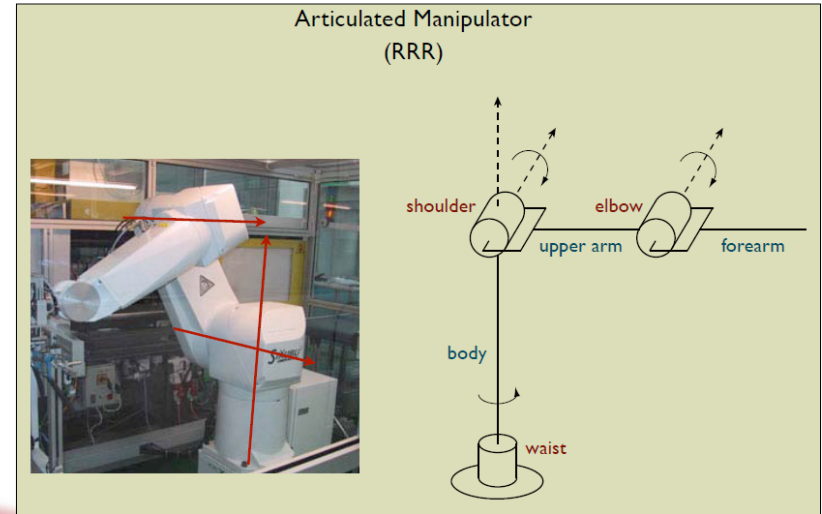 Articulated Manipulator
(RRR)
shoulder
elbow
upper arm
forearm
body
waist